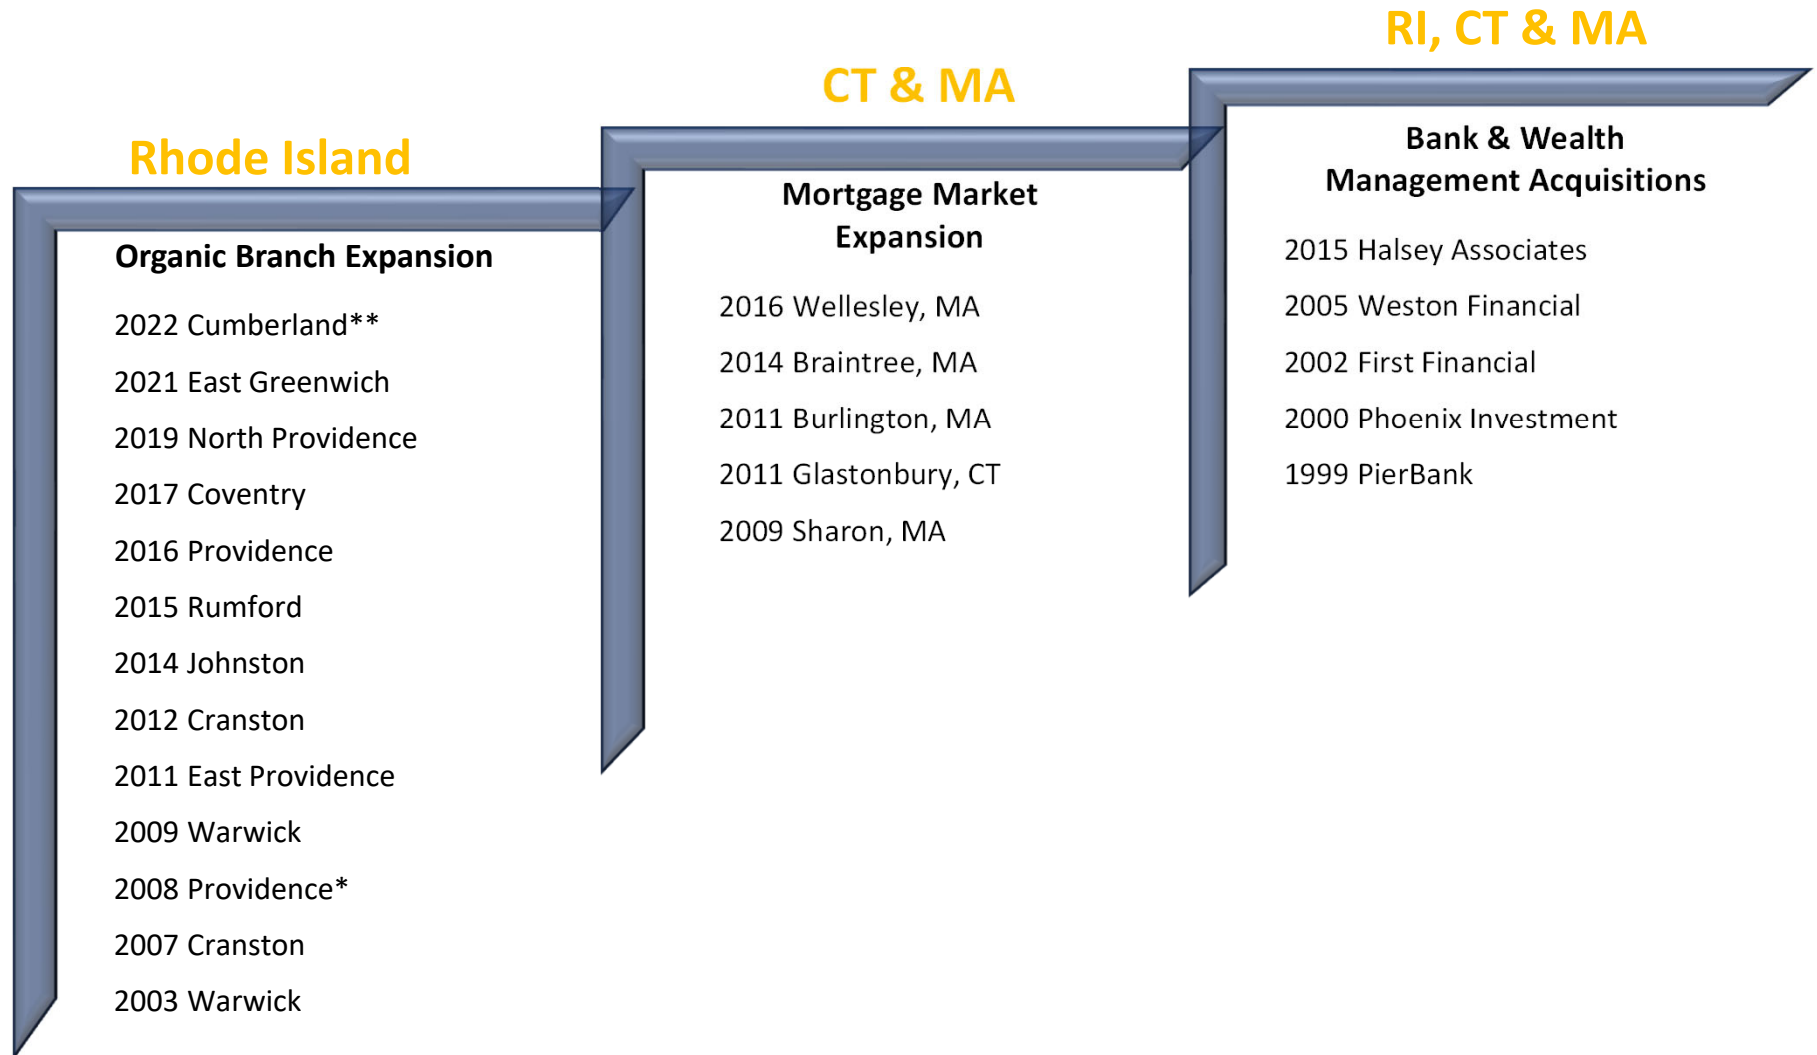 Rhode Island
Organic Branch Expansion
2022 Cumberland**
2021 East Greenwich
2019 North Providence
2017 Coventry
2016 Providence
2015 Rumford
2014 Johnston
2012 Cranston
2011 East Providence
2009 Warwick
2008 Providence*
2007 Cranston
2003 Warwick
CT & MA
Mortgage Market
Expansion
2016 Wellesley, MA
2014 Braintree, MA
2011 Burlington, MA
2011 Glastonbury, CT
2009 Sharon, MA
RI, CT & MA
Bank & Wealth
Management Acquisitions
2015 Halsey Associates
2005 Weston Financial
2002 First Financial
2000 Phoenix Investment
1999 PierBank